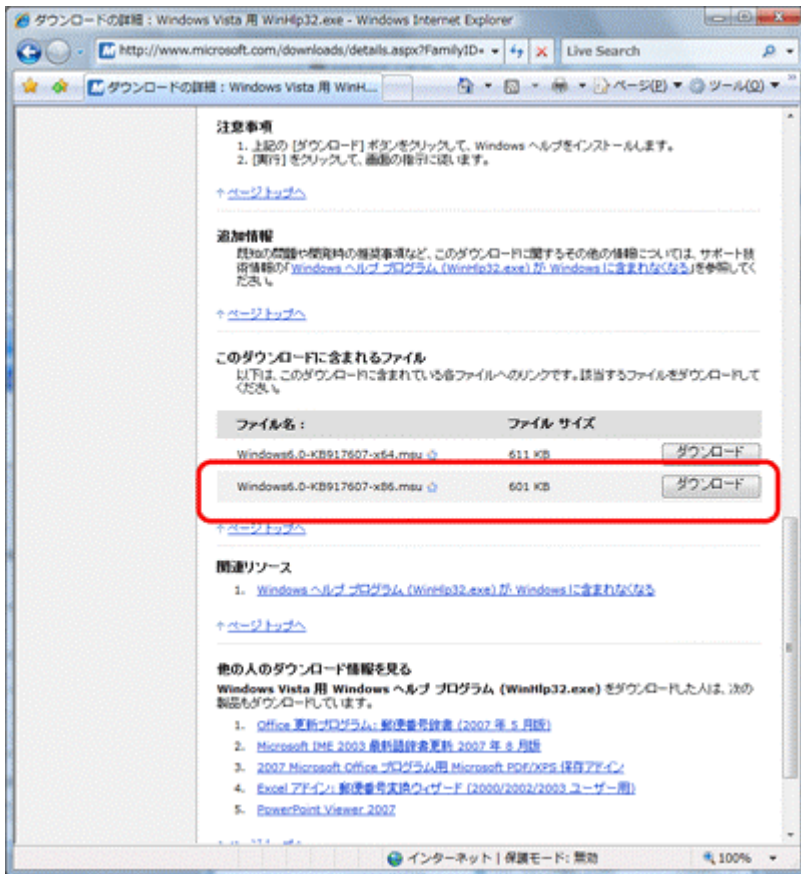 ダウンロードの詳細 : Windows Vista 用 WinHlp32.exe - Windows Internet Explorer
http://www.microsoft.com/downloads/details.aspx?FamilyID=
Live Search
ダウンロードの詳細 : Windows Vista 用 WinH...
ページ(P)
ツール(O)
注意事項
1. 上記の [ダウンロード] ボタンをクリックして、Windows ヘルプをインストールします。
2. [実行] をクリックして、画面の指示に従います。
↑ページトップへ
追加情報
既知の問題や開発時の推奨事項など、このダウンロードに関するその他の情報については、サポート技
術情報の「Windows ヘルプ プログラム (WinHlp32.exe) が Windows に含まれなくなる」を参照してく
ださい。
↑ページトップへ
このダウンロードに含まれるファイル
以下は、このダウンロードに含まれている各ファイルへのリンクです。該当するファイルをダウンロードして
ください。
ファイル名 : ファイル サイズ
Windows6.0-KB917607-x64.msu 611 KB ダウンロード
Windows6.0-KB917607-x86.msu 601 KB ダウンロード
↑ページトップへ
関連リソース
1. Windows ヘルプ プログラム (WinHlp32.exe) が Windows に含まれなくなる
↑ページトップへ
他の人のダウンロード情報を見る
Windows Vista 用 Windows ヘルプ プログラム (WinHlp32.exe) をダウンロードした人は、次の
製品もダウンロードしています。
1. Office 更新プログラム: 郵便番号辞書 (2007 年 5 月版)
2. Microsoft IME 2003 最新語辞書更新 2007 年 8 月版
3. 2007 Microsoft Office プログラム用 Microsoft PDF/XPS 保存アドイン
4. Excel アドイン: 郵便番号変換ウィザード (2000/2002/2003 ユーザー用)
5. PowerPoint Viewer 2007
インターネット | 保護モード: 無効
100%